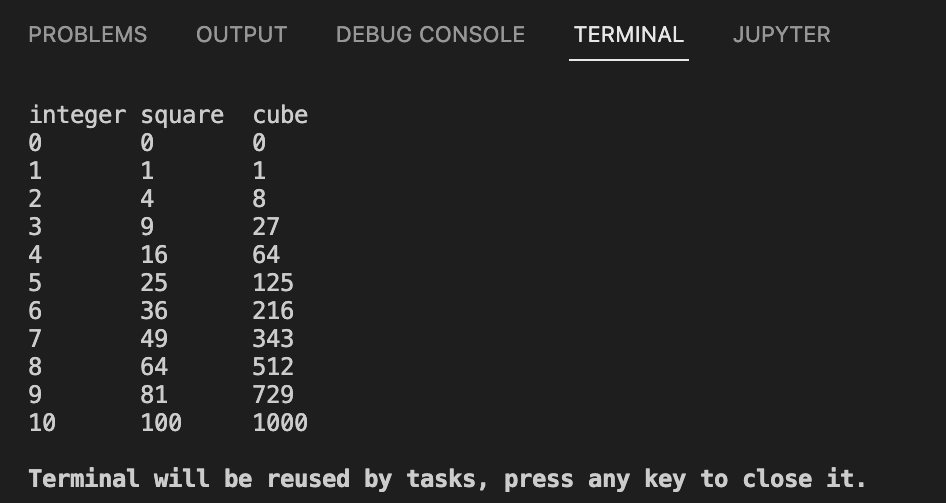 PROBLEMS OUTPUT DEBUG CONSOLE TERMINAL JUPYTER
integer square cube
0 0 0
1 1 1
2 4 8
3 9 27
4 16 64
5 25 125
6 36 216
7 49 343
8 64 512
9 81 729
10 100 1000
Terminal will be reused by tasks, press any key to close it.